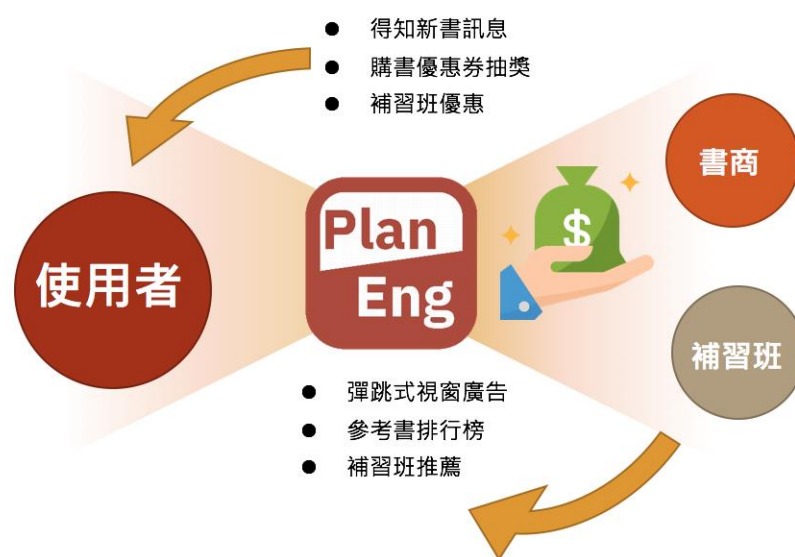 得知新書訊息
購書優惠券抽獎
補習班優惠
書商
使用者
Plan
Eng
$
補習班
彈跳式視窗廣告
參考書排行榜
補習班推薦